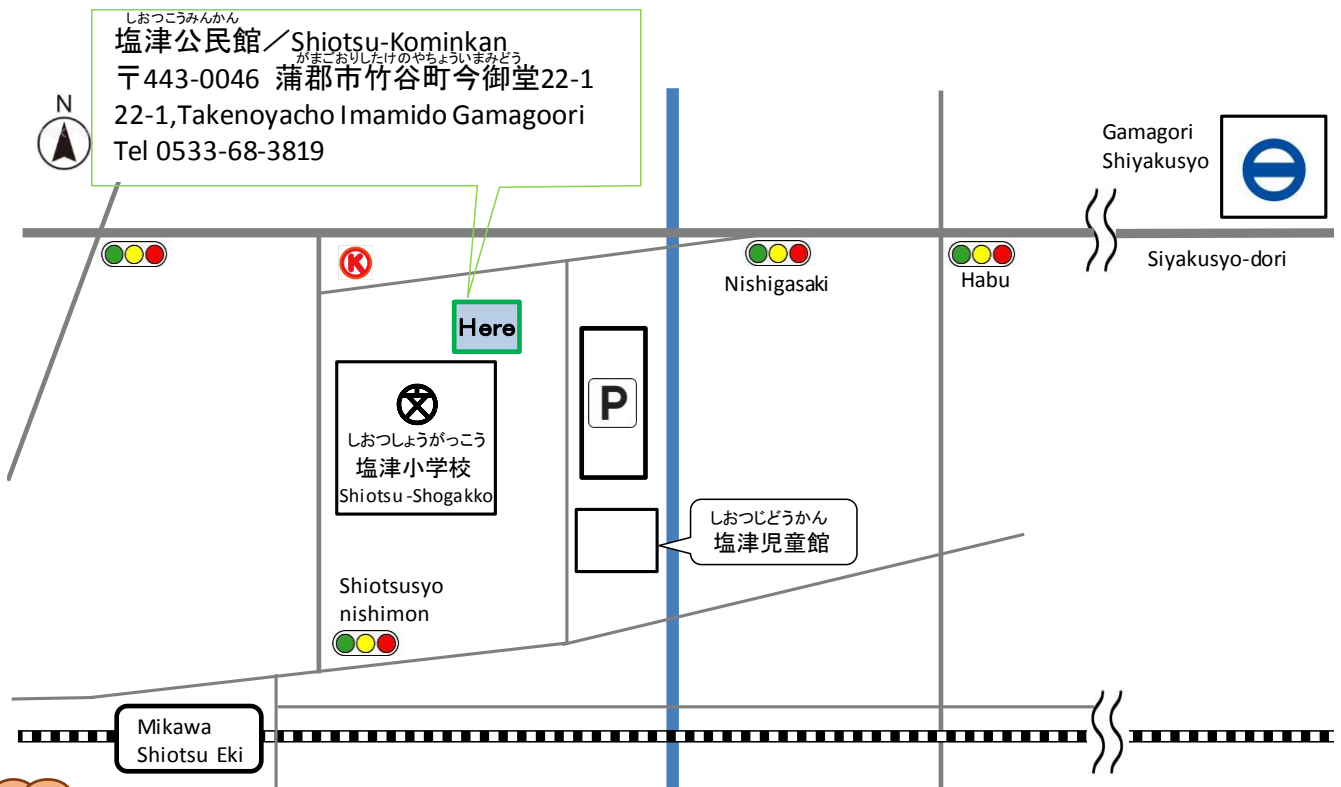 しおつこうみんかん
塩津公民館／Shiotsu-Kominkan
がまごおりしたけのやちょういまみどう
〒443-0046 蒲郡市竹谷町今御堂22-1
22-1,Takenoyacho Imamido Gamagoori
Tel 0533-68-3819
N
Gamagori
Shiyakusyo
K
Siyakusyo-dori
Nishigasaki
Habu
Here
P
文
しおつしょうがっこう
塩津小学校
Shiotsu-Shogakko
しおつじどうかん
塩津児童館
Shiotsusyo
nishimon
Mikawa
Shiotsu Eki